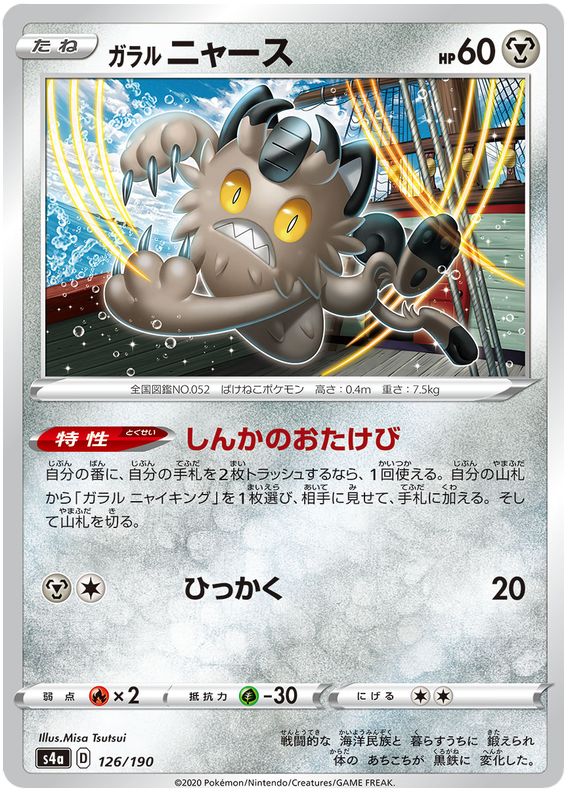 たね ガラル ニャース HP60
全国図鑑NO.052 ばけねこポケモン 高さ:0.4m 重さ:7.5kg
特性 とくせい しんかのおたけび
自分の番に、自分の手札を2枚トラッシュするなら、1回使える。自分の山札
から「ガラル ニャイキング」を1枚選び、相手に見せて、手札に加える。そし
て山札を切る。
ひっかく 20
弱点 ×2 抵抗力 -30 にげる
Illus.Misa Tsutsui
戦闘的な 海洋民族と 暮らすうちに 鍛えられ
体の あちこちが 黒鉄に 変化した。
s4a D 126/190
©2020 Pokémon/Nintendo/Creatures/GAME FREAK.